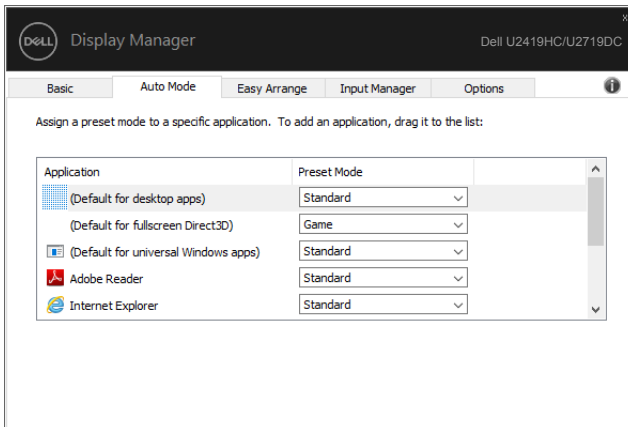 x
DELL Display Manager Dell U2419HC/U2719DC
Basic Auto Mode Easy Arrange Input Manager Options i
Assign a preset mode to a specific application. To add an application, drag it to the list:
Application Preset Mode
(Default for desktop apps) Standard
(Default for fullscreen Direct3D) Game
(Default for universal Windows apps) Standard
Adobe Reader Standard
Internet Explorer Standard